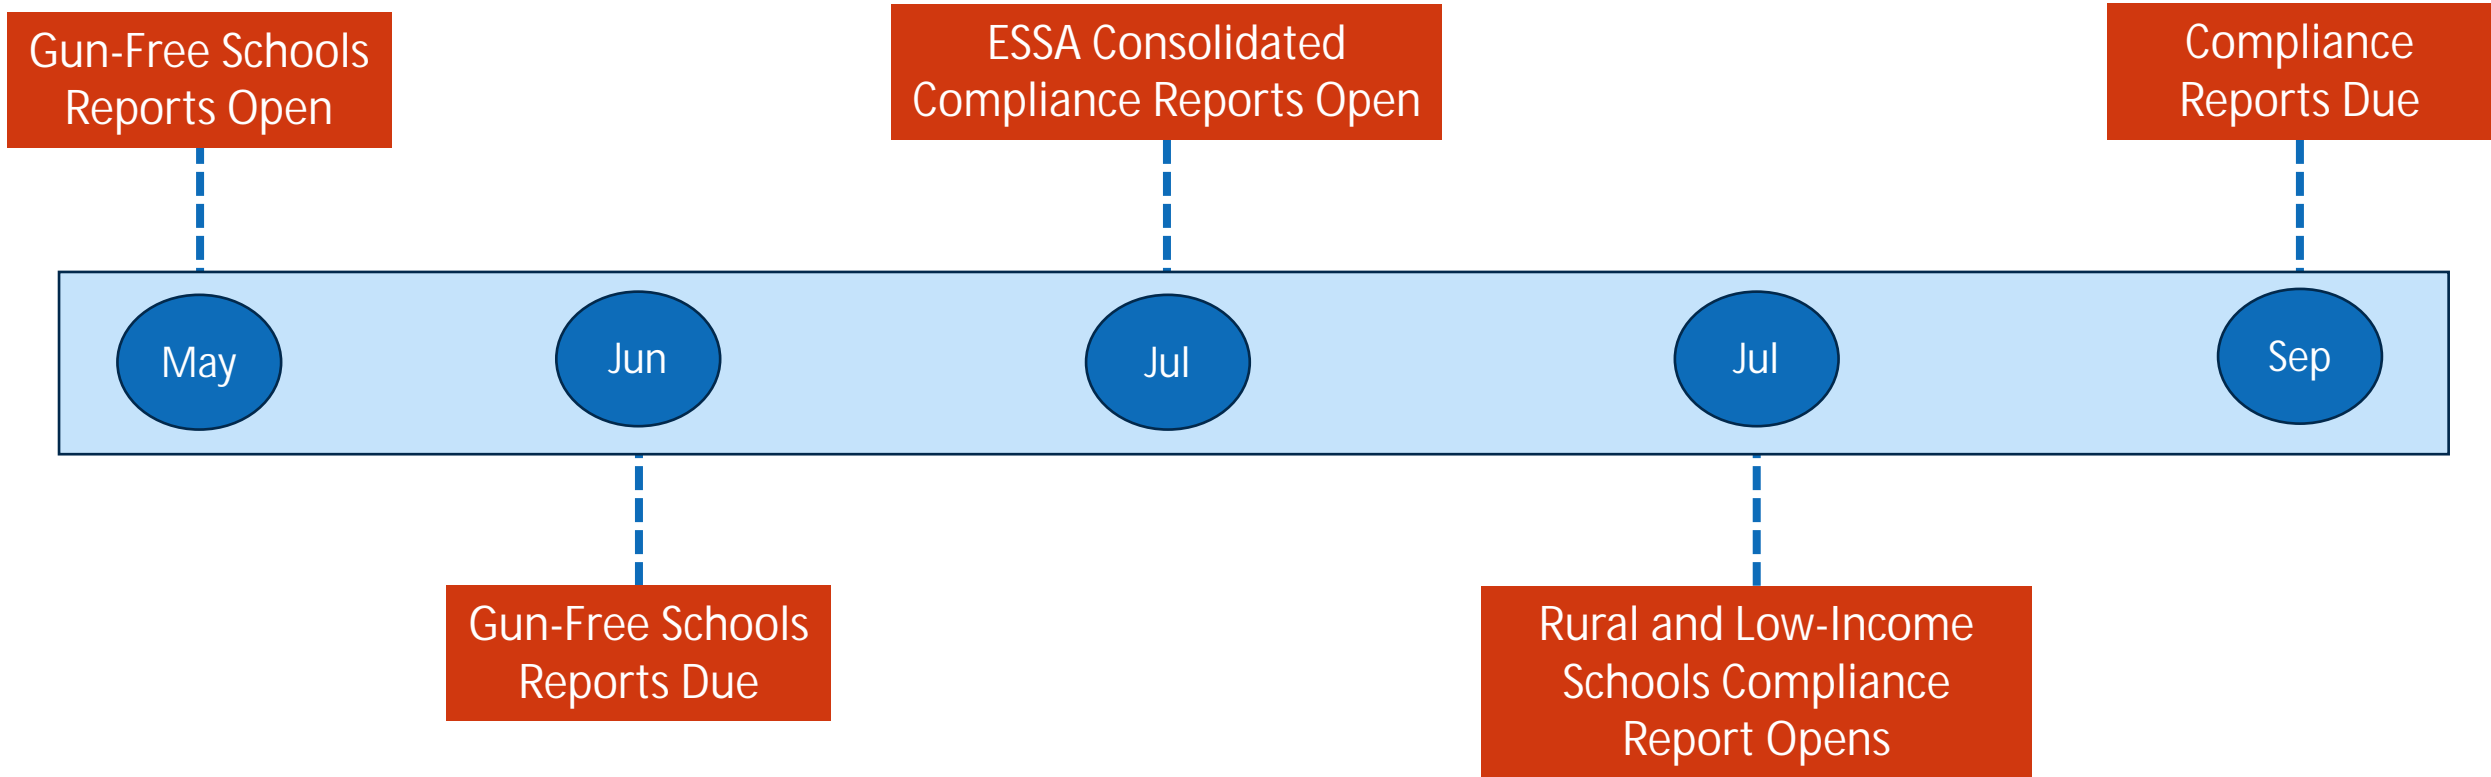 Gun-Free Schools
Reports Open
ESSA Consolidated
Compliance Reports Open
Compliance
Reports Due
May
Jun
Jul
Jul
Sep
Gun-Free Schools
Reports Due
Rural and Low-Income
Schools Compliance
Report Opens